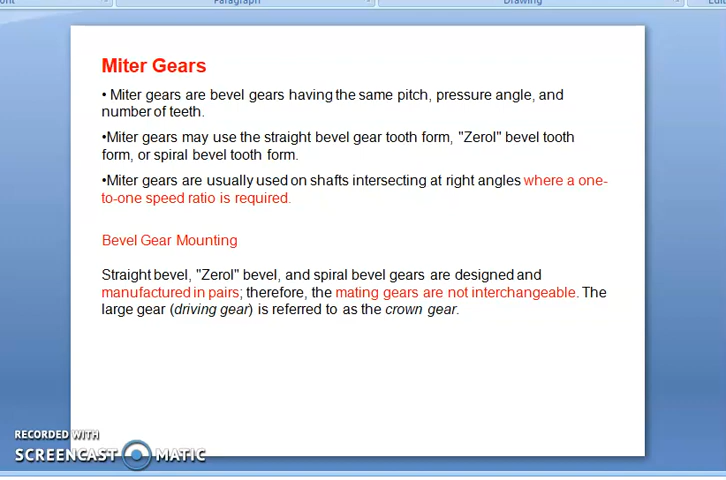 Paragraph
Drawing
Miter Gears
• Miter gears are bevel gears having the same pitch, pressure angle, and
number of teeth.
•Miter gears may use the straight bevel gear tooth form, "Zerol" bevel tooth
form, or spiral bevel tooth form.
•Miter gears are usually used on shafts intersecting at right angles where a one-
to-one speed ratio is required.
Bevel Gear Mounting
Straight bevel, "Zerol" bevel, and spiral bevel gears are designed and
manufactured in pairs; therefore, the mating gears are not interchangeable. The
large gear (driving gear) is referred to as the crown gear.
RECORDED WITH
SCREENCAST MATIC